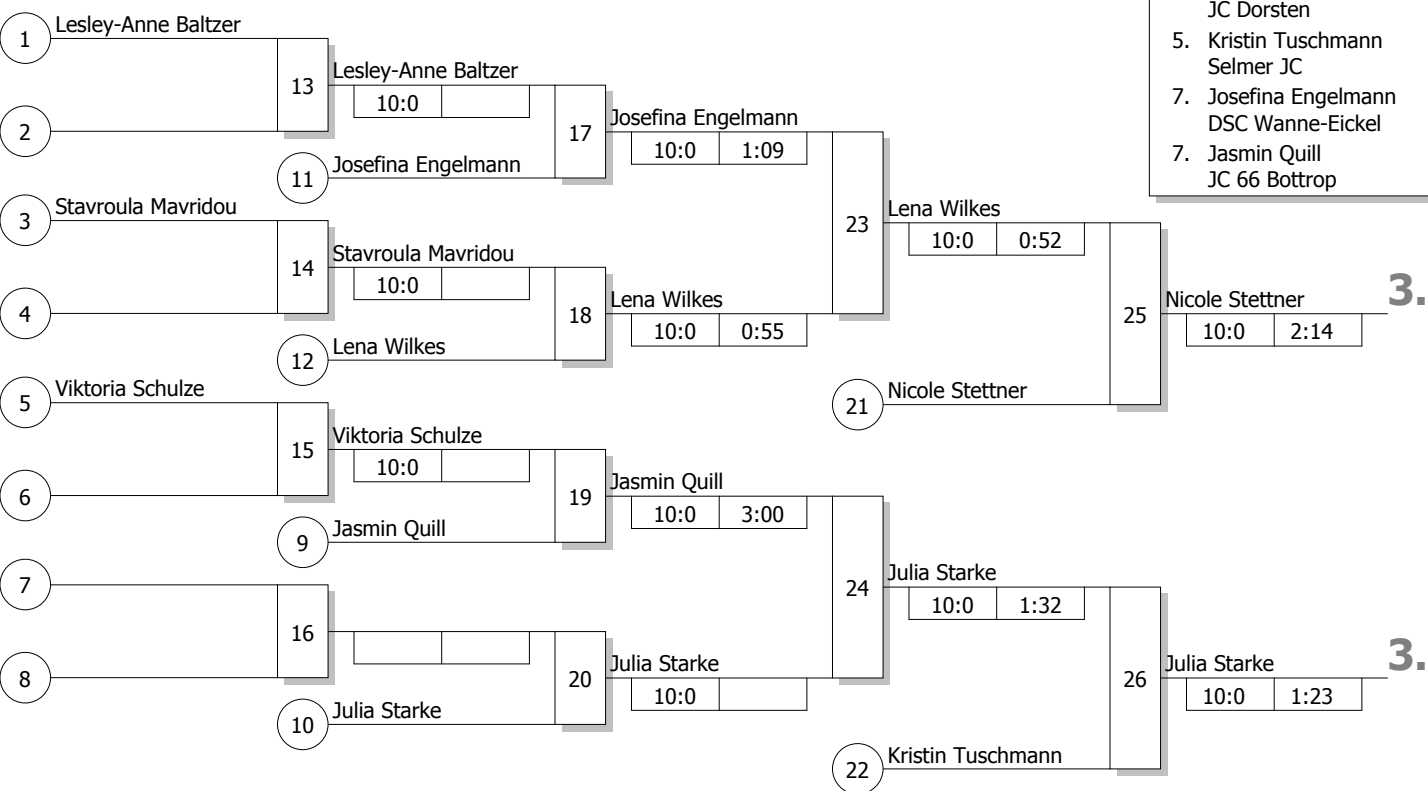 JC Dorsten
5. Kristin Tuschmann
Selmer JC
7. Josefina Engelmann
DSC Wanne-Eickel
7. Jasmin Quill
JC 66 Bottrop
1 Lesley-Anne Baltzer
13 Lesley-Anne Baltzer
10:0
2
17 Josefina Engelmann
10:0 1:09
11 Josefina Engelmann
3 Stavroula Mavridou
23 Lena Wilkes
10:0 0:52
14 Stavroula Mavridou
10:0
4
18 Lena Wilkes
10:0 0:55
12 Lena Wilkes
25 Nicole Stettner 3.
10:0 2:14
5 Viktoria Schulze
21 Nicole Stettner
15 Viktoria Schulze
10:0
6
19 Jasmin Quill
10:0 3:00
9 Jasmin Quill
7
24 Julia Starke
10:0 1:32
16
8
20 Julia Starke
10:0
10 Julia Starke
26 Julia Starke 3.
10:0 1:23
22 Kristin Tuschmann